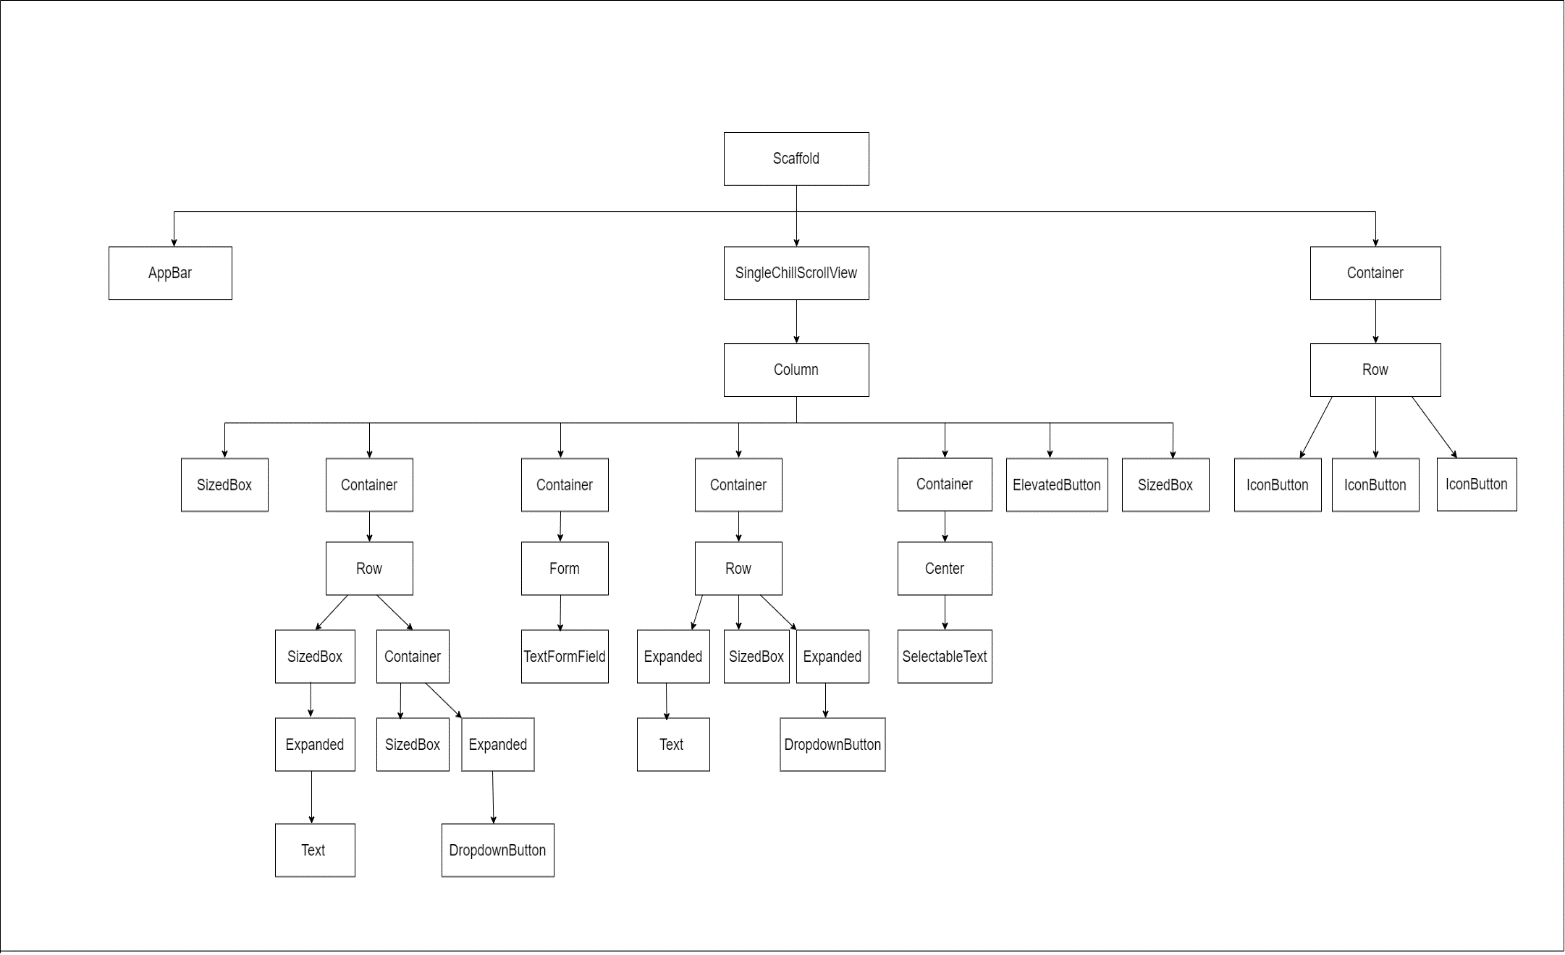 Scaffold
AppBar
SingleChillScrollView
Container
Column
Row
SizedBox
Container
Container
Container
Container
ElevatedButton
SizedBox
IconButton
IconButton
IconButton
Row
Form
Row
Center
SizedBox
Container
TextFormField
Expanded
SizedBox
Expanded
SelectableText
Expanded
SizedBox
Expanded
Text
DropdownButton
Text
DropdownButton